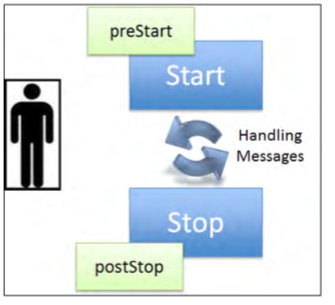 preStart
Start
Handling
Messages
Stop
postStop